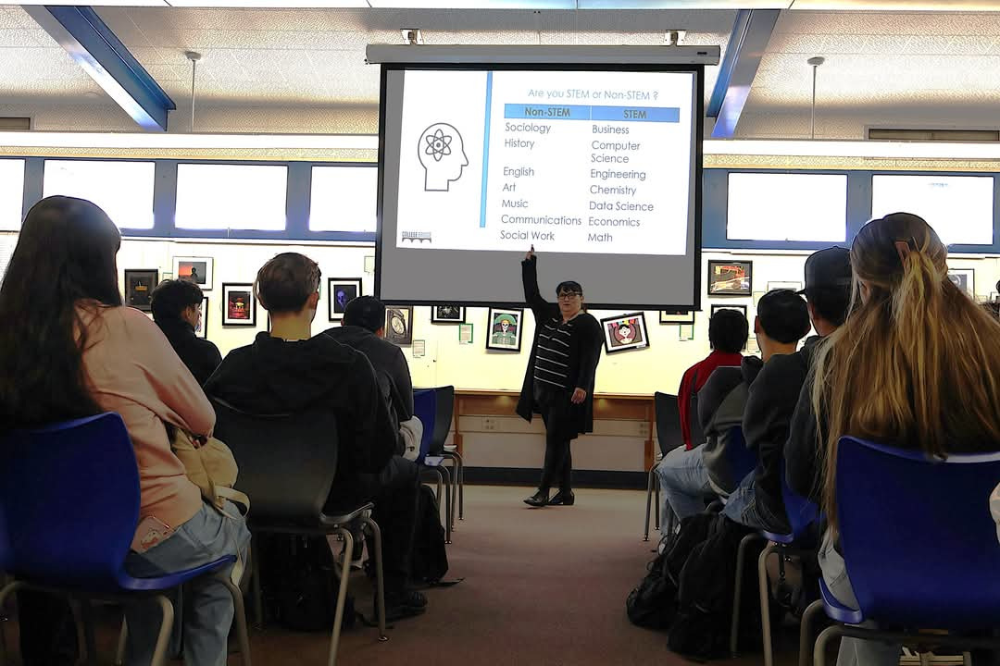 Are you STEM or Non-STEM ?
Non-STEM STEM
Sociology Business
History Computer
Science
English Engineering
Art Chemistry
Music Data Science
Communications Economics
Social Work Math
COLLEGE